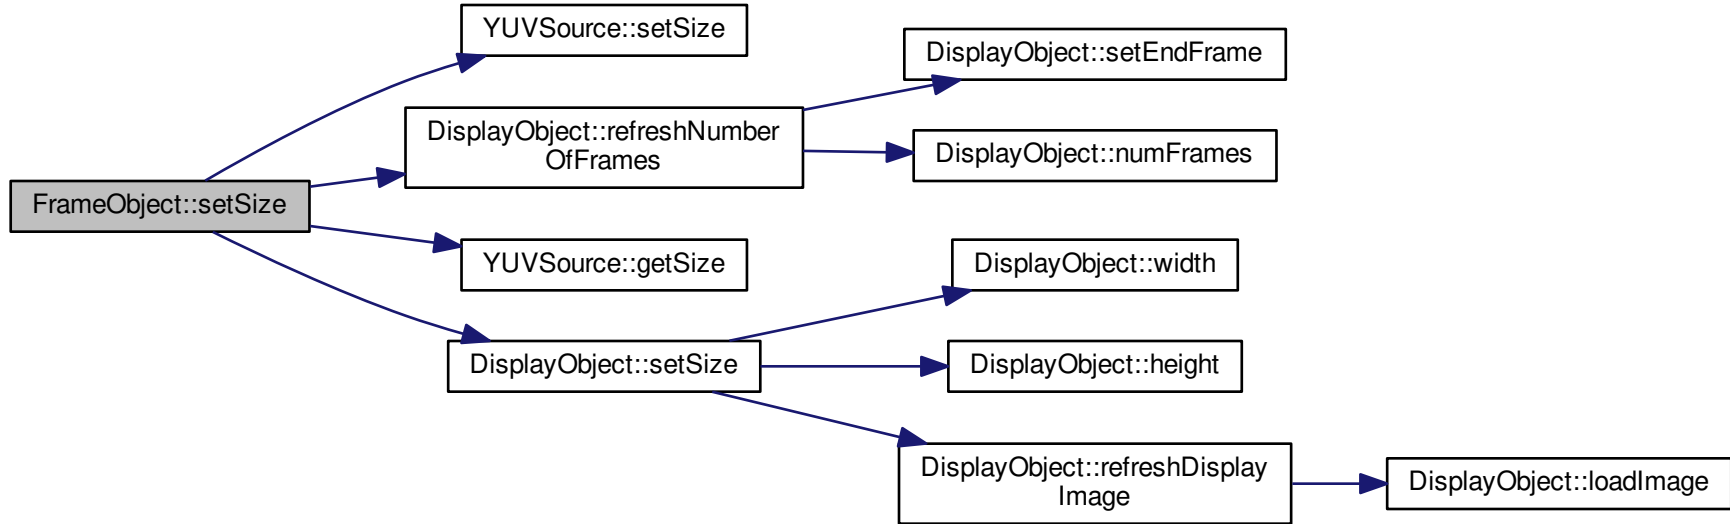 YUVSource::setSize
DisplayObject::setEndFrame
DisplayObject::refreshNumber
OfFrames
DisplayObject::numFrames
FrameObject::setSize
YUVSource::getSize
DisplayObject::width
DisplayObject::setSize
DisplayObject::height
DisplayObject::refreshDisplay
Image
DisplayObject::loadImage